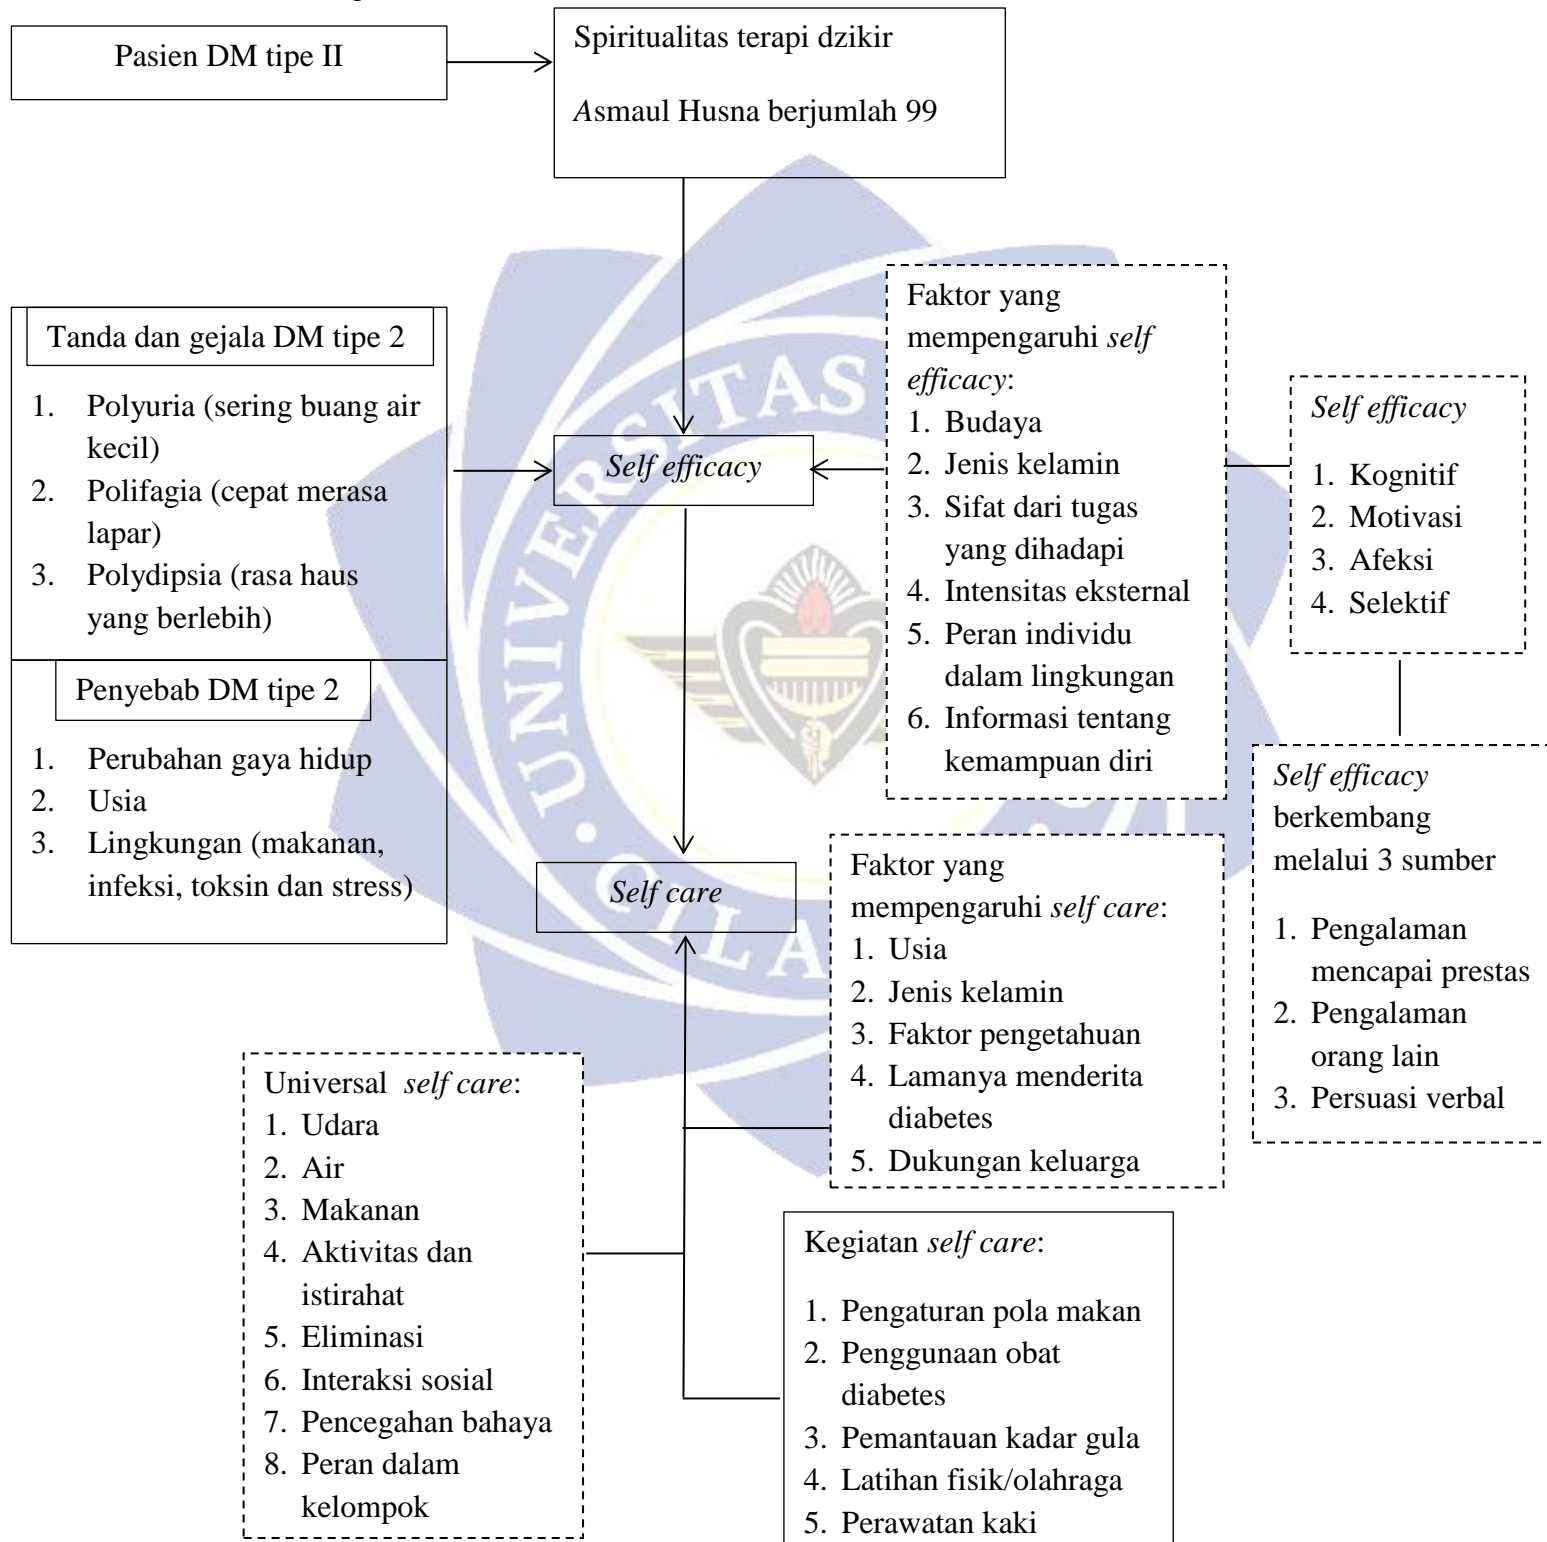 Pasien DM tipe II
Spiritualitas terapi dzikir
Asmaul Husna berjumlah 99
Tanda dan gejala DM tipe 2
1. Polyuria (sering buang air
kecil)
2. Polifagia (cepat merasa
lapar)
3. Polydipsia (rasa haus
yang berlebih)
Penyebab DM tipe 2
1. Perubahan gaya hidup
2. Usia
3. Lingkungan (makanan,
infeksi, toksin dan stress)
Self efficacy
Faktor yang
mempengaruhi self
efficacy:
1. Budaya
2. Jenis kelamin
3. Sifat dari tugas
yang dihadapi
4. Intensitas eksternal
5. Peran individu
dalam lingkungan
6. Informasi tentang
kemampuan diri
Self efficacy
1. Kognitif
2. Motivasi
3. Afeksi
4. Selektif
Self efficacy
berkembang
melalui 3 sumber
1. Pengalaman
mencapai prestas
2. Pengalaman
orang lain
3. Persuasi verbal
Self care
Faktor yang
mempengaruhi self care:
1. Usia
2. Jenis kelamin
3. Faktor pengetahuan
4. Lamanya menderita
diabetes
5. Dukungan keluarga
Universal self care:
1. Udara
2. Air
3. Makanan
4. Aktivitas dan
istirahat
5. Eliminasi
6. Interaksi sosial
7. Pencegahan bahaya
8. Peran dalam
kelompok
Kegiatan self care:
1. Pengaturan pola makan
2. Penggunaan obat
diabetes
3. Pemantauan kadar gula
4. Latihan fisik/olahraga
5. Perawatan kaki
UNIVERSITAS